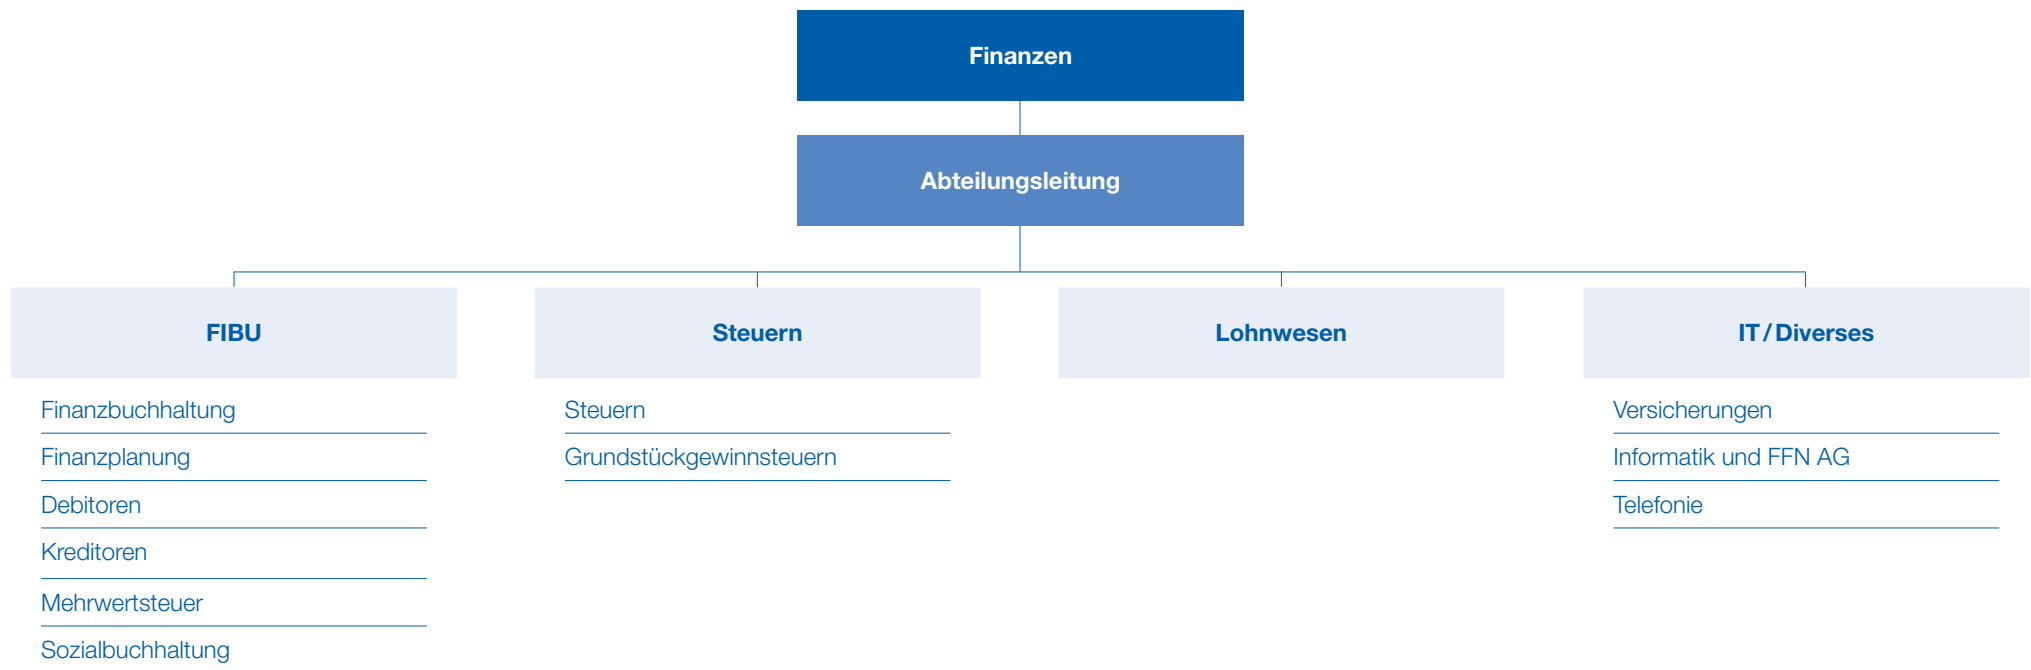 Finanzen
Abteilungsleitung
FIBU
Finanzbuchhaltung
Finanzplanung
Debitoren
Kreditoren
Mehrwertsteuer
Sozialbuchhaltung
Steuern
Steuern
Grundstückgewinnsteuern
Lohnwesen
IT / Diverses
Versicherungen
Informatik und FFN AG
Telefonie